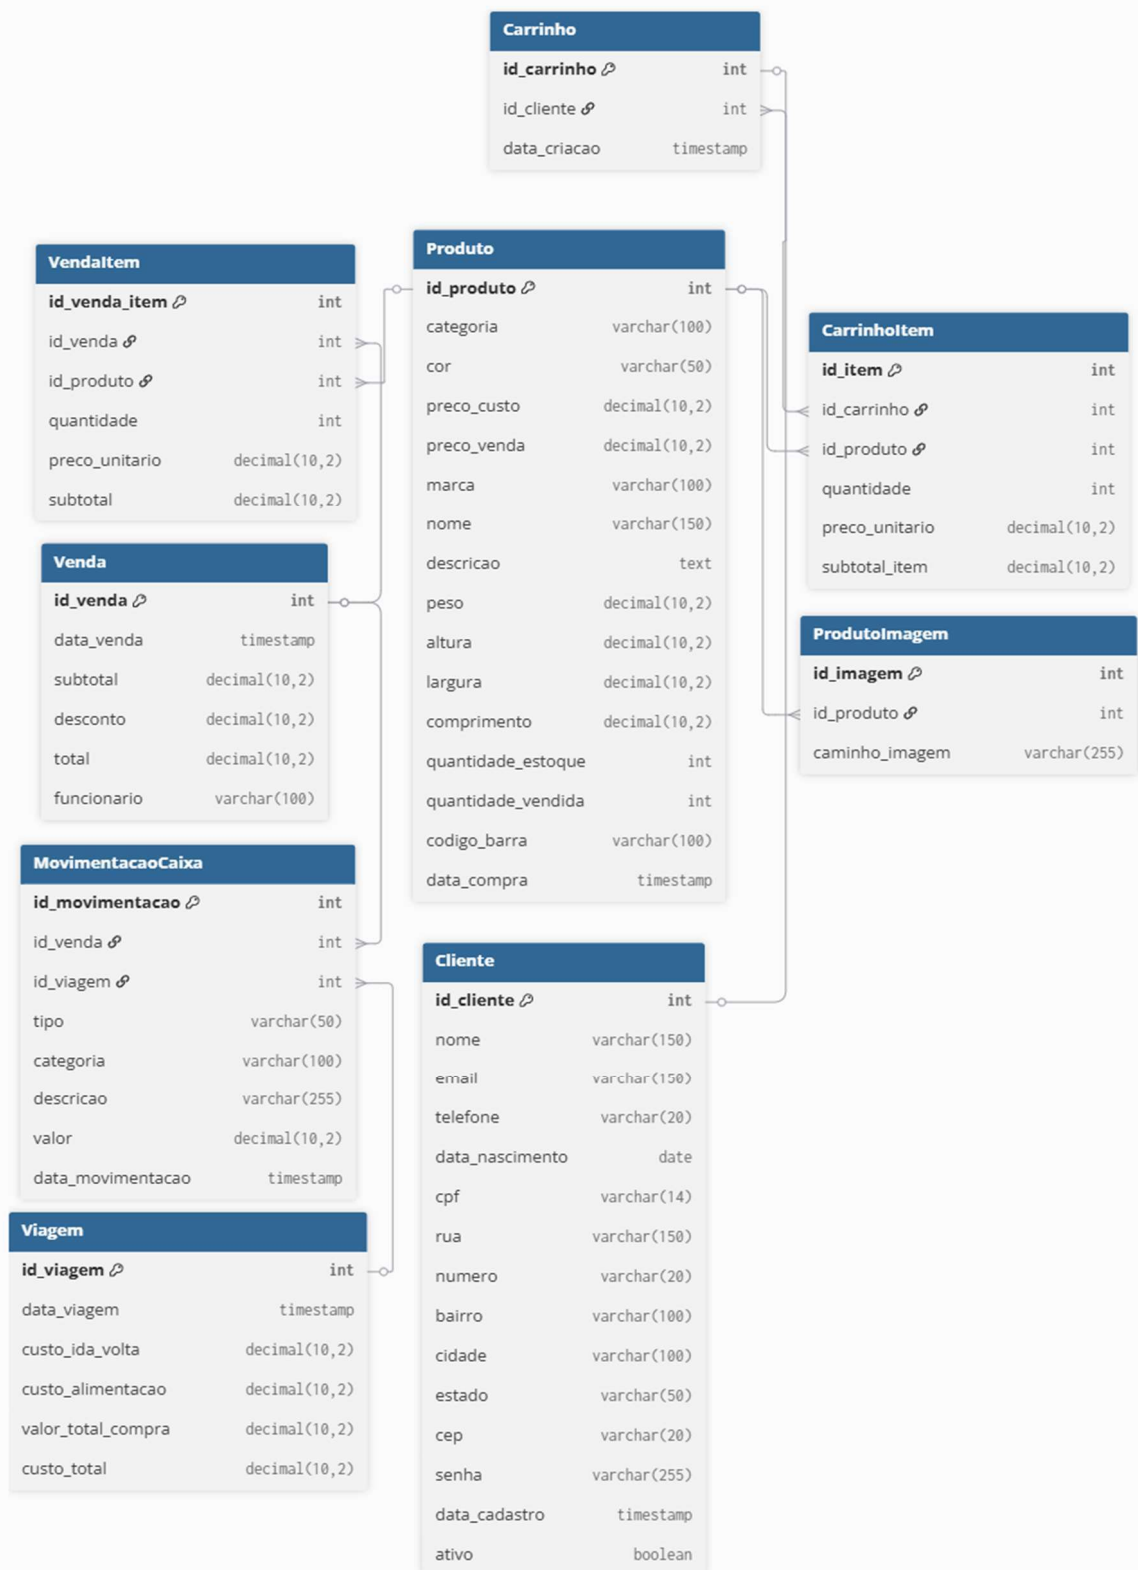 Carrinho
id_carrinho int
id_cliente int
data_criacao timestamp
VendaItem
id_venda_item int
id_venda int
id_produto int
quantidade int
preco_unitario decimal(10,2)
subtotal decimal(10,2)
Produto
id_produto int
categoria varchar(100)
cor varchar(50)
preco_custo decimal(10,2)
preco_venda decimal(10,2)
marca varchar(100)
nome varchar(150)
descricao text
peso decimal(10,2)
altura decimal(10,2)
largura decimal(10,2)
comprimento decimal(10,2)
quantidade_estoque int
quantidade_vendida int
codigo_barra varchar(100)
data_compra timestamp
CarrinhoItem
id_item int
id_carrinho int
id_produto int
quantidade int
preco_unitario decimal(10,2)
subtotal_item decimal(10,2)
Venda
id_venda int
data_venda timestamp
subtotal decimal(10,2)
desconto decimal(10,2)
total decimal(10,2)
funcionario varchar(100)
ProdutoImagem
id_imagem int
id_produto int
caminho_imagem varchar(255)
MovimentacaoCaixa
id_movimentacao int
id_venda int
id_viagem int
tipo varchar(50)
categoria varchar(100)
descricao varchar(255)
valor decimal(10,2)
data_movimentacao timestamp
Cliente
id_cliente int
nome varchar(150)
email varchar(150)
telefone varchar(20)
data_nascimento date
cpf varchar(14)
rua varchar(150)
numero varchar(20)
bairro varchar(100)
cidade varchar(100)
estado varchar(50)
cep varchar(20)
senha varchar(255)
data_cadastro timestamp
ativo boolean
Viagem
id_viagem int
data_viagem timestamp
custo_ida_volta decimal(10,2)
custo_alimentacao decimal(10,2)
valor_total_compra decimal(10,2)
custo_total decimal(10,2)